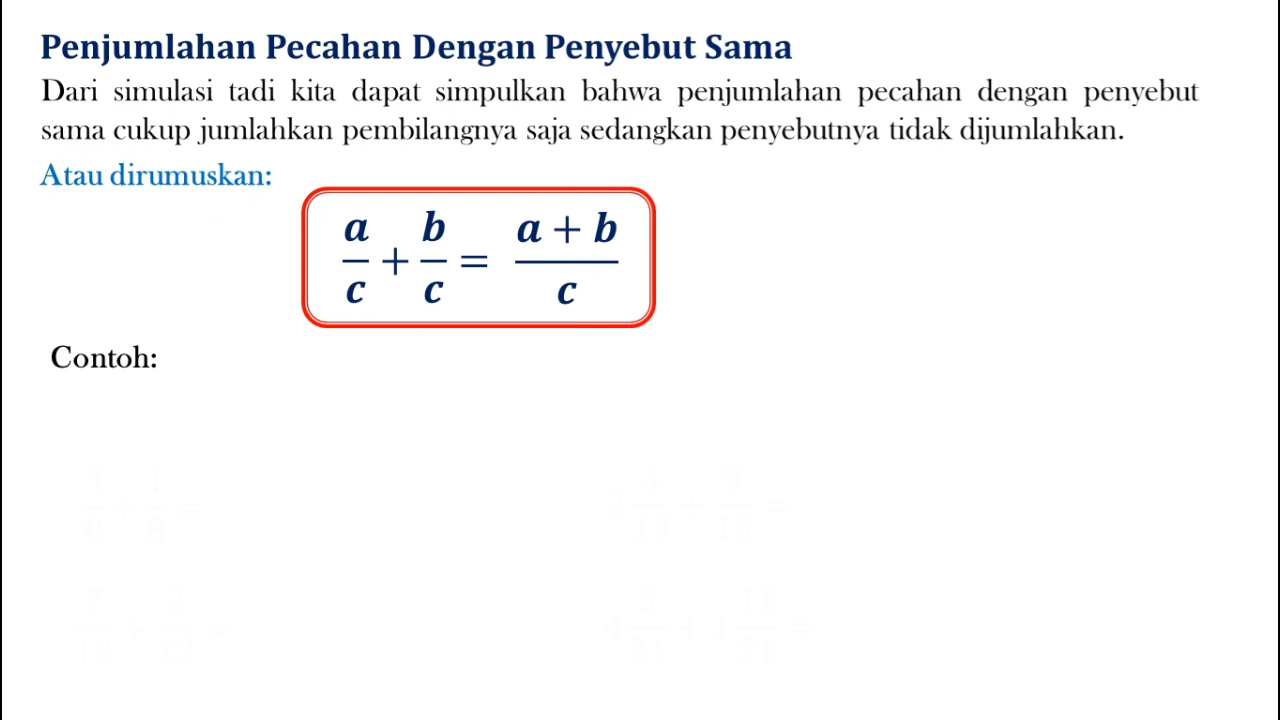 Penjumlahan Pecahan Dengan Penyebut Sama
Dari simulasi tadi kita dapat simpulkan bahwa penjumlahan pecahan dengan penyebut
sama cukup jumlahkan pembilangnya saja sedangkan penyebutnya tidak dijumlahkan.
Atau dirumuskan:
a/c + b/c = a + b/c
Contoh: